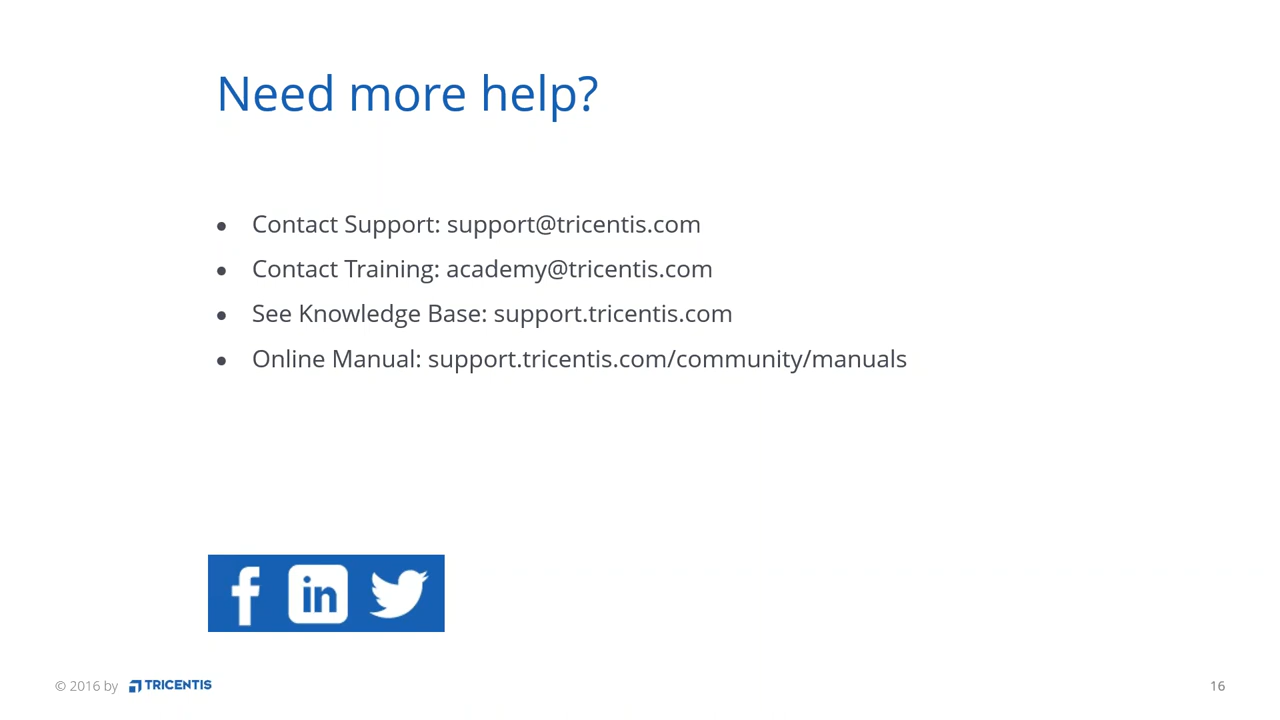 Need more help?
• Contact Support: support@tricentis.com
• Contact Training: academy@tricentis.com
• See Knowledge Base: support.tricentis.com
• Online Manual: support.tricentis.com/community/manuals
f in
© 2016 by TRICENTIS
16